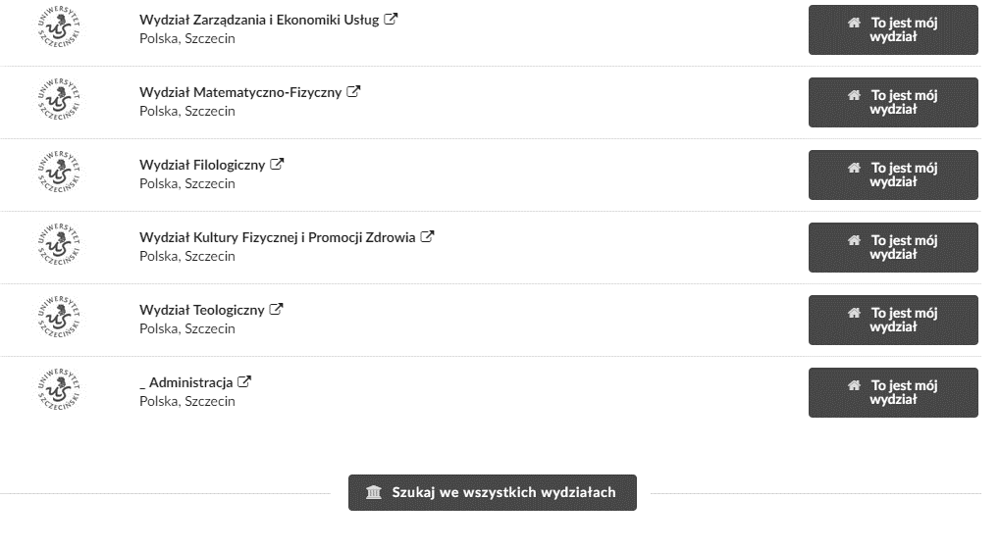 UNIWERSYTET SZCZECIŃSKI
Wydział Zarządzania i Ekonomiki Usług
Polska, Szczecin
To jest mój
wydział
UNIWERSYTET SZCZECIŃSKI
Wydział Matematyczno-Fizyczny
Polska, Szczecin
To jest mój
wydział
UNIWERSYTET SZCZECIŃSKI
Wydział Filologiczny
Polska, Szczecin
To jest mój
wydział
UNIWERSYTET SZCZECIŃSKI
Wydział Kultury Fizycznej i Promocji Zdrowia
Polska, Szczecin
To jest mój
wydział
UNIWERSYTET SZCZECIŃSKI
Wydział Teologiczny
Polska, Szczecin
To jest mój
wydział
UNIWERSYTET SZCZECIŃSKI
_ Administracja
Polska, Szczecin
To jest mój
wydział
Szukaj we wszystkich wydziałach